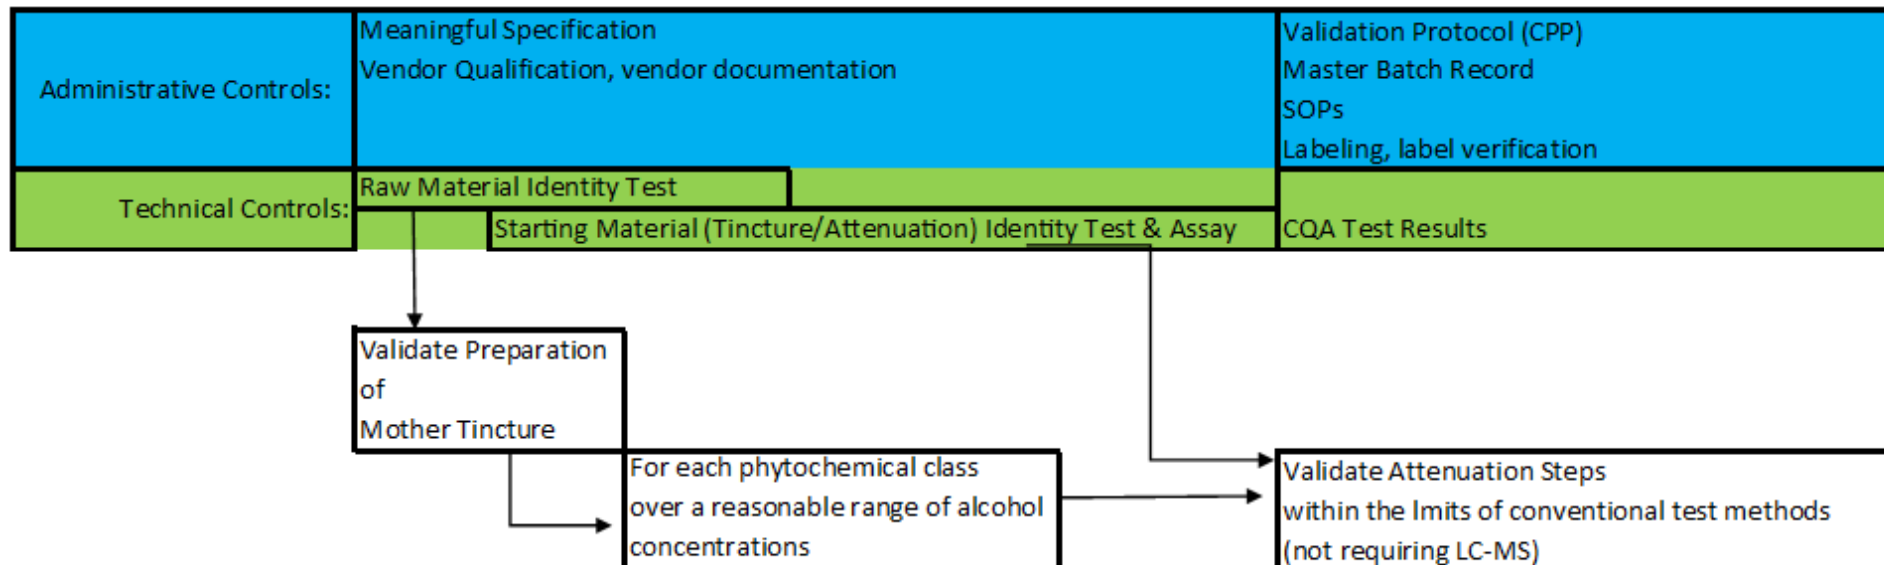 Administrative Controls:
Meaningful Specification
Vendor Qualification, vendor documentation
Validation Protocol (CPP)
Master Batch Record
SOPs
Labeling, label verification
Technical Controls:
Raw Material Identity Test
Starting Material (Tincture/Attenuation) Identity Test & Assay
CQA Test Results
Validate Preparation
of
Mother Tincture
For each phytochemical class
over a reasonable range of alcohol
concentrations
Validate Attenuation Steps
within the lmits of conventional test methods
(not requiring LC-MS)